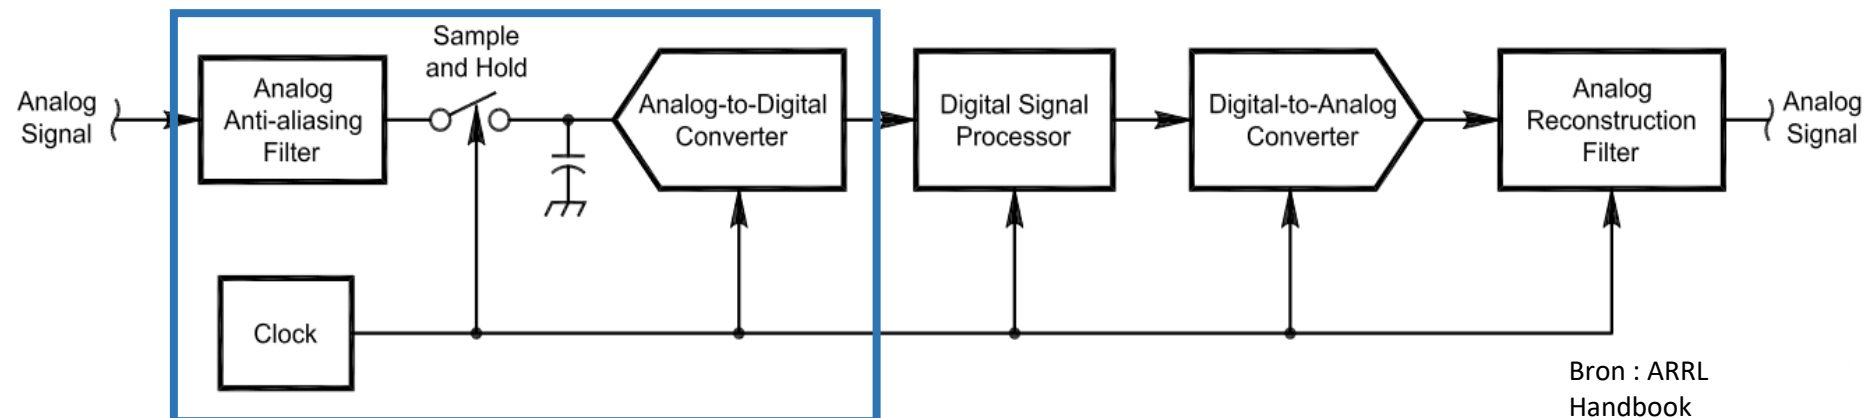 Analog
Signal
Analog
Anti-aliasing
Filter
Sample
and Hold
Analog-to-Digital
Converter
Digital Signal
Processor
Digital-to-Analog
Converter
Analog
Reconstruction
Filter
Analog
Signal
Clock
Bron : ARRL
Handbook